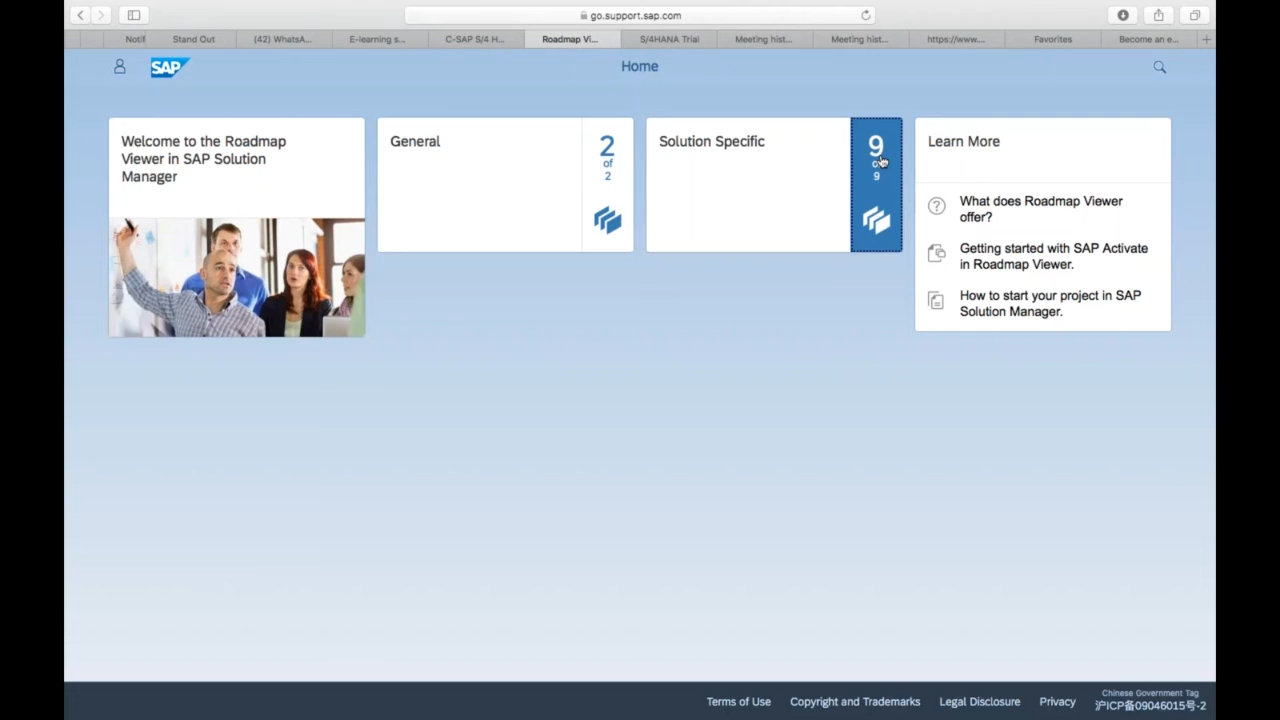 go.support.sap.com
Notif
Stand Out
(42) WhatsA...
E-learning s...
C-SAP S/4 H...
Roadmap Vi...
S/4HANA Trial
Meeting hist...
Meeting hist...
https://www....
Favorites
Become an e...
SAP
Home
Welcome to the Roadmap
Viewer in SAP Solution
Manager
General
2
of
2
Solution Specific
9
of
9
Learn More
What does Roadmap Viewer
offer?
Getting started with SAP Activate
in Roadmap Viewer.
How to start your project in SAP
Solution Manager.
Terms of Use
Copyright and Trademarks
Legal Disclosure
Privacy
Chinese Government Tag
沪ICP备09046015号-2